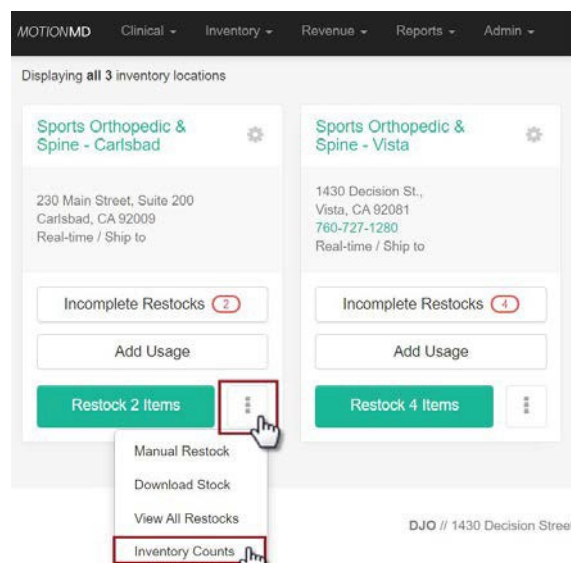 MOTIONMD Clinical Inventory Revenue Reports Admin
Displaying all 3 inventory locations
Sports Orthopedic &
Spine - Carlsbad
230 Main Street, Suite 200
Carlsbad, CA 92009
Real-time / Ship to
Incomplete Restocks 2
Add Usage
Restock 2 Items
Manual Restock
Download Stock
View All Restocks
Inventory Counts
Sports Orthopedic &
Spine - Vista
1430 Decision St.,
Vista, CA 92081
760-727-1280
Real-time / Ship to
Incomplete Restocks 4
Add Usage
Restock 4 Items
DJO // 1430 Decision Street